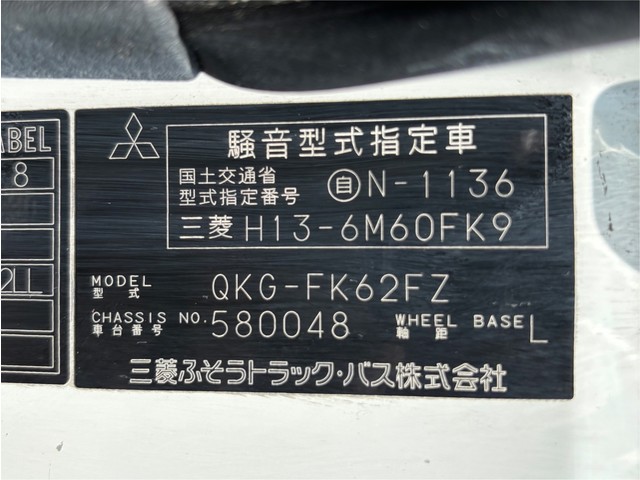 ABEL
8
2LL
騒音型式指定車
国土交通省
型式指定番号 自 N-1136
三菱 H13-6M60FK9
MODEL
型式 QKG-FK62FZ
CHASSIS NO.
車台番号 580048 WHEEL BASE
軸距 L
三菱ふそうトラック・バス株式会社